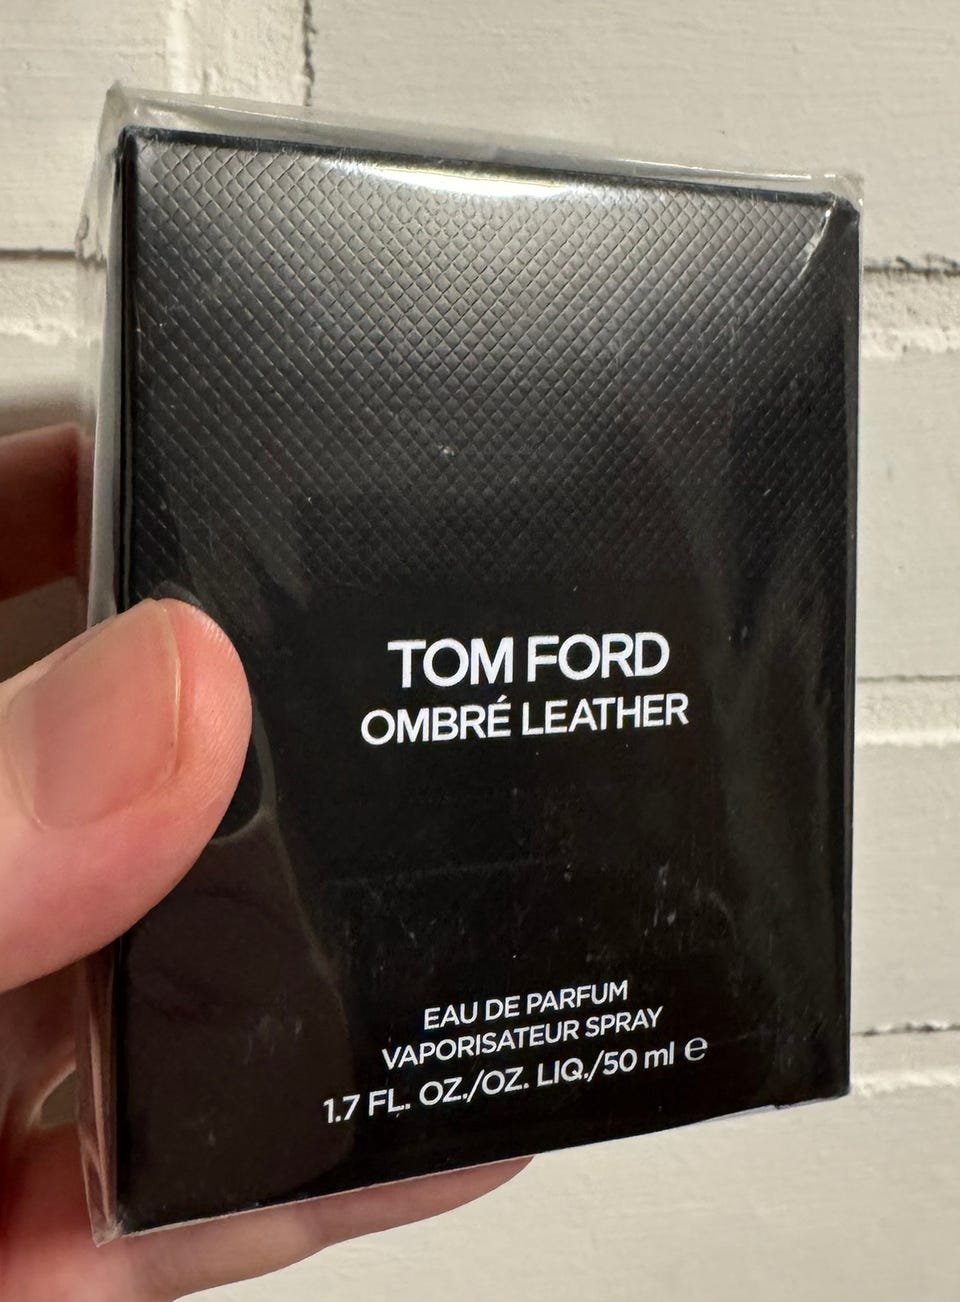 TOM FORD
OMBRÉ LEATHER
EAU DE PARFUM
VAPORISATEUR SPRAY
1.7 FL. OZ./OZ. LIQ./50 ml ℮